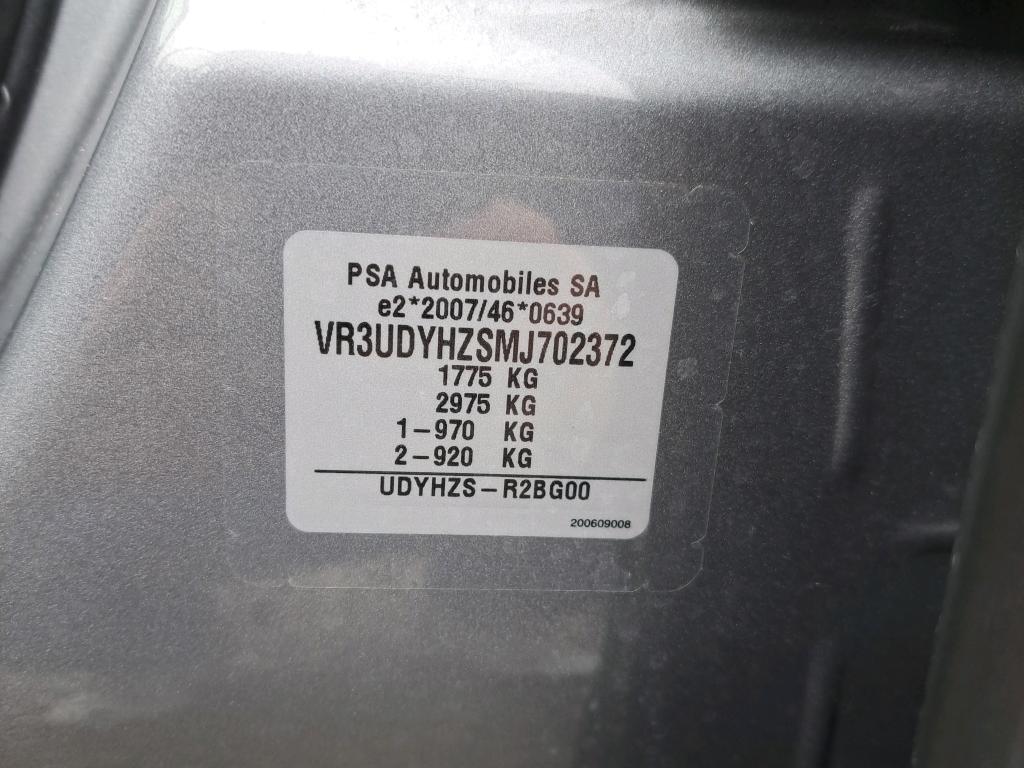 PSA Automobiles SA
e2*2007/46*0639
VR3UDYHZSMJ702372
1775 KG
2975 KG
1-970 KG
2-920 KG
UDYHZS-R2BG00
200609008